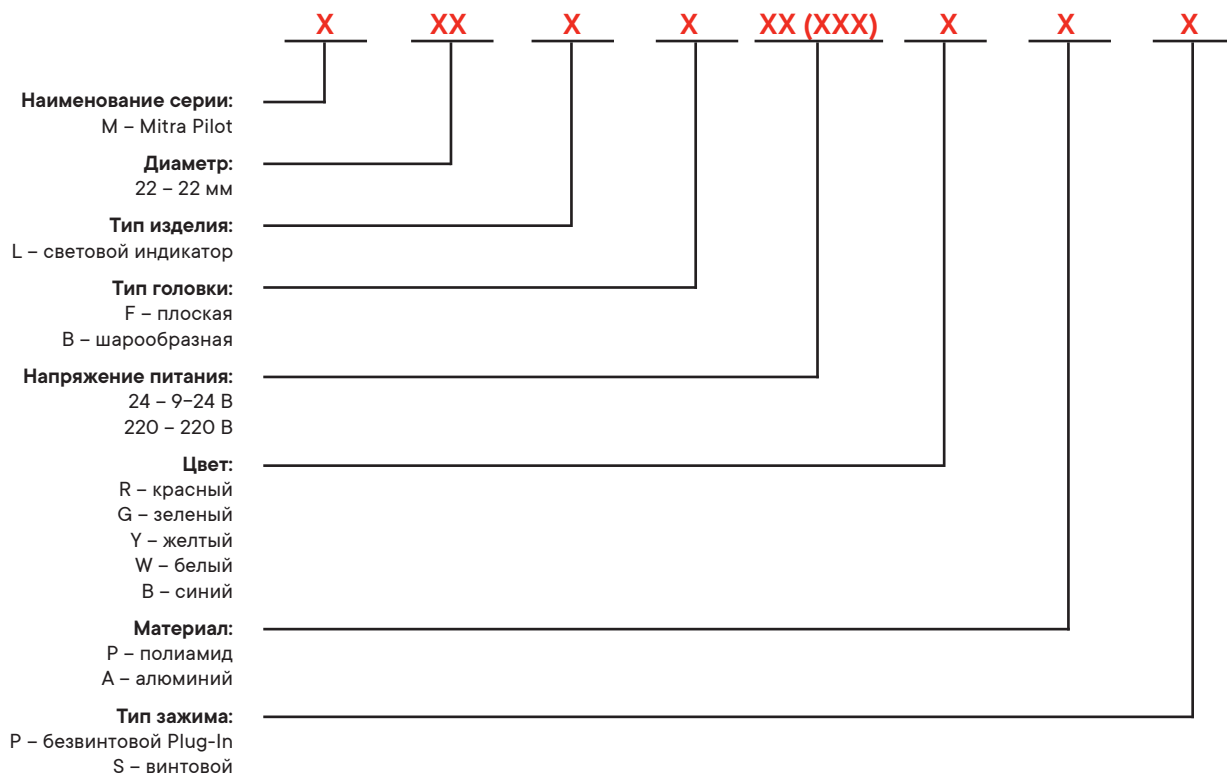 X XX X X XX (XXX) X X X
Наименование серии:
M – Mitra Pilot
Диаметр:
22 – 22 мм
Тип изделия:
L – световой индикатор
Тип головки:
F – плоская
B – шарообразная
Напряжение питания:
24 – 9–24 В
220 – 220 В
Цвет:
R – красный
G – зеленый
Y – желтый
W – белый
B – синий
Материал:
P – полиамид
A – алюминий
Тип зажима:
P – безвинтовой Plug-In
S – винтовой